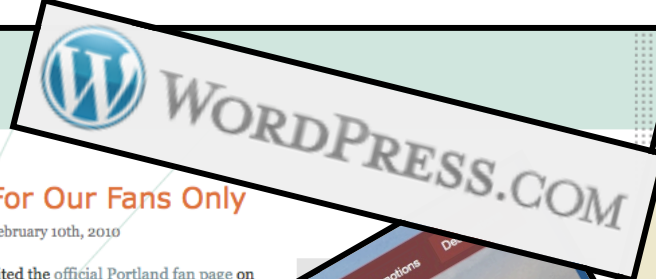 WORDPRESS.COM
For Our Fans Only
ebruary 10th, 2010
ted the official Portland fan page on